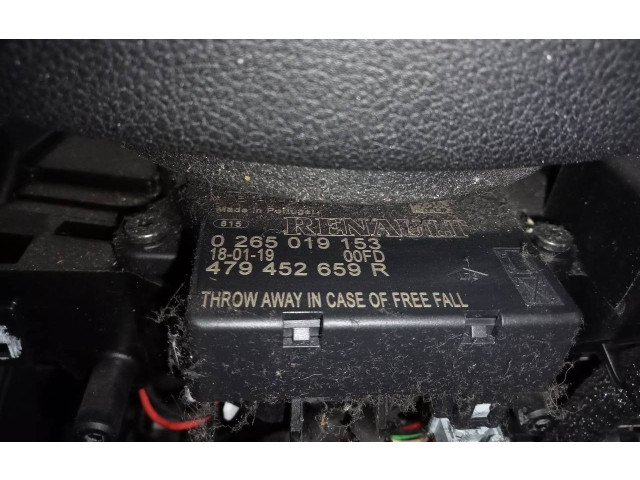 Made in Portugal
615
RENAULT
0 265 019 153
18-01-19 00FD
479 452 659 R
THROW AWAY IN CASE OF FREE FALL